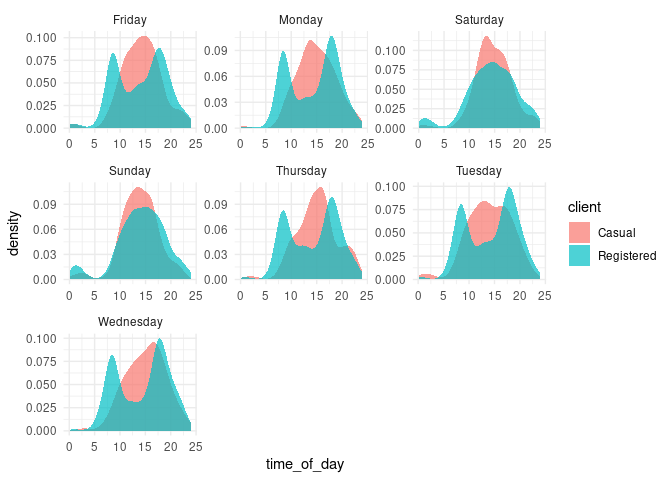 Friday Monday Saturday
0.100 0.075 0.050 0.025 0.000
0 5 10 15 20 25
0.09 0.06 0.03 0.00
0 5 10 15 20 25
0.100 0.075 0.050 0.025 0.000
0 5 10 15 20 25
Sunday Thursday Tuesday
0.09 0.06 0.03 0.00
0 5 10 15 20 25
0.09 0.06 0.03 0.00
0 5 10 15 20 25
0.100 0.075 0.050 0.025 0.000
0 5 10 15 20 25
Wednesday
0.100 0.075 0.050 0.025 0.000
0 5 10 15 20 25
density
time_of_day
client
Casual
Registered